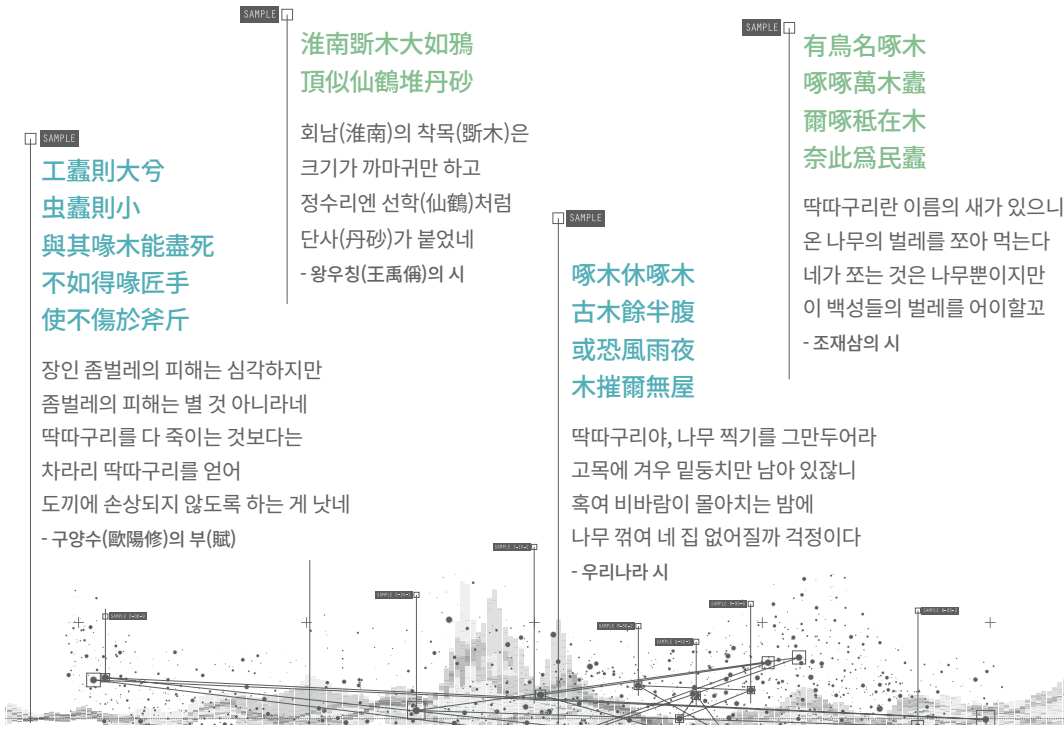 SAMPLE
工蠹則大兮
虫蠹則小
與其喙木能盡死
不如得喙匠手
使不傷於斧斤
장인 좀벌레의 피해는 심각하지만
좀벌레의 피해는 별 것 아니라네
딱따구리를 다 죽이는 것보다는
차라리 딱따구리를 얻어
도끼에 손상되지 않도록 하는 게 낫네
- 구양수(歐陽修)의 부(賦)
SAMPLE
淮南斲木大如鴉
頂似仙鶴堆丹砂
회남(淮南)의 착목(斲木)은
크기가 까마귀만 하고
정수리엔 선학(仙鶴)처럼
단사(丹砂)가 붙었네
- 왕우칭(王禹偁)의 시
SAMPLE
啄木休啄木
古木餘半腹
或恐風雨夜
木摧爾無屋
딱따구리야, 나무 찍기를 그만두어라
고목에 겨우 밑둥치만 남아 있잖니
혹여 비바람이 몰아치는 밤에
나무 꺾여 네 집 없어질까 걱정이다
- 우리나라 시
SAMPLE
有鳥名啄木
啄啄萬木蠹
爾啄秪在木
奈此爲民蠹
딱따구리란 이름의 새가 있으니
온 나무의 벌레를 쪼아 먹는다
네가 쪼는 것은 나무뿐이지만
이 백성들의 벌레를 어이할꼬
- 조재삼의 시
SAMPLE
SAMPLE
SAMPLE
SAMPLE
SAMPLE
SAMPLE
SAMPLE